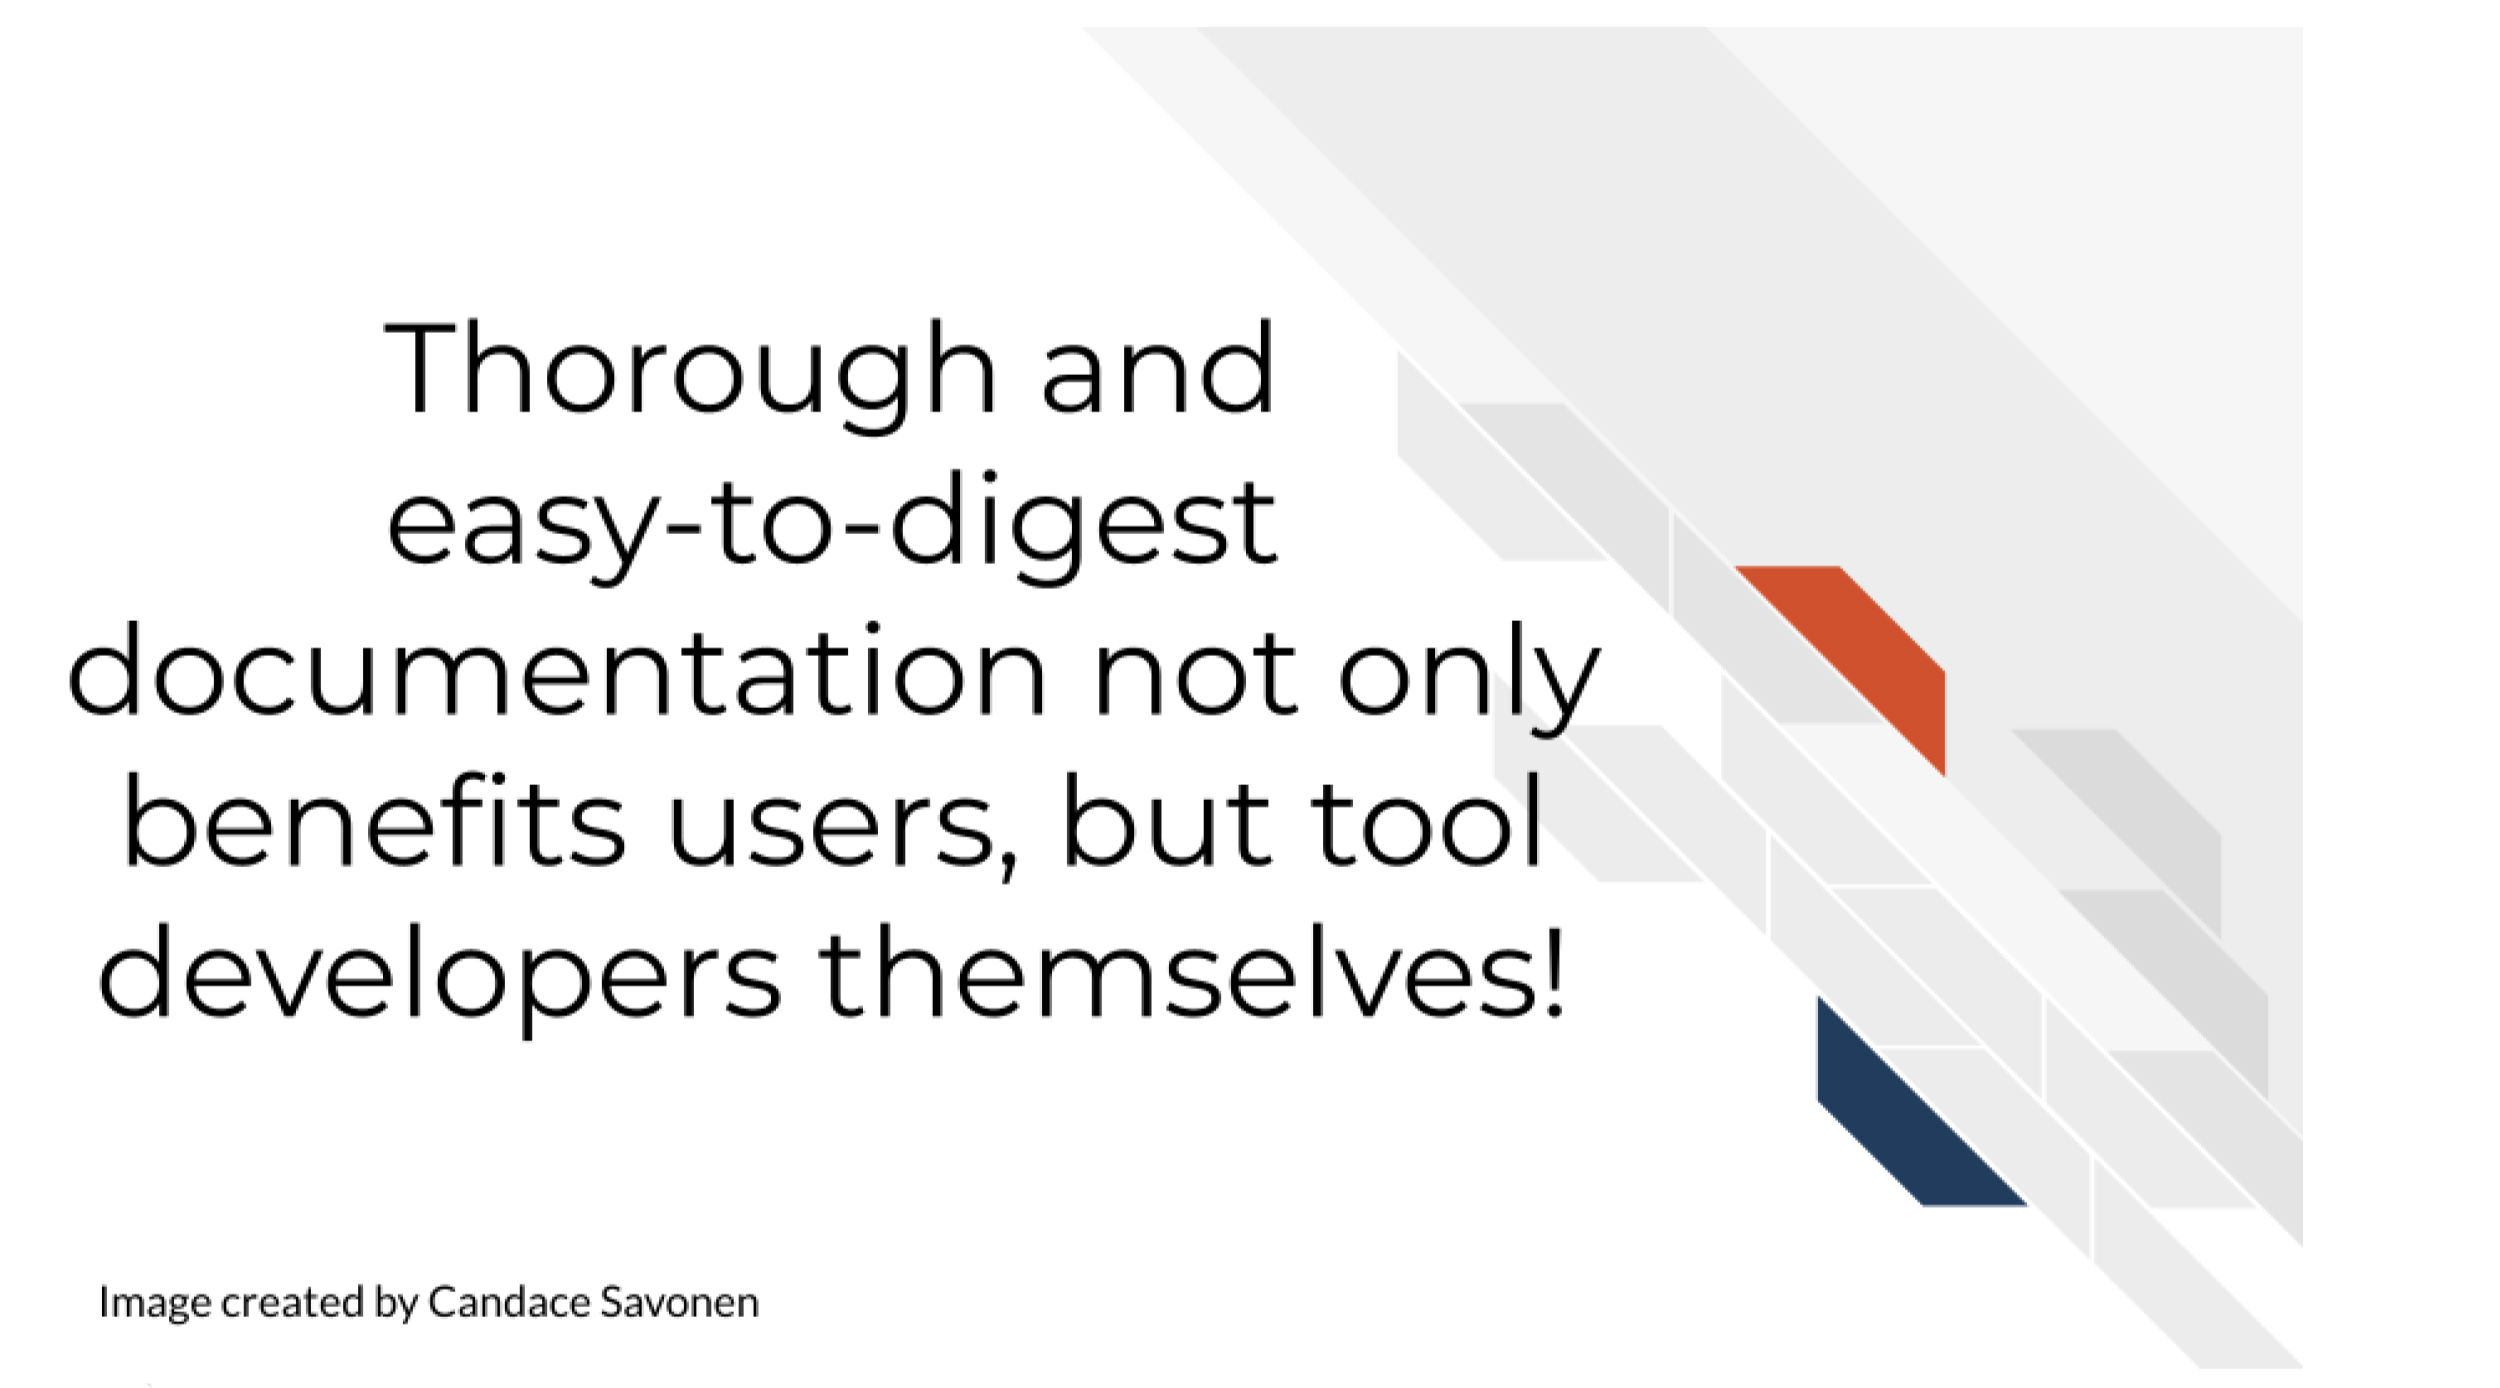 Thorough and
easy-to-digest
documentation not only
benefits users, but tool
developers themselves!
Image created by Candace Savonen